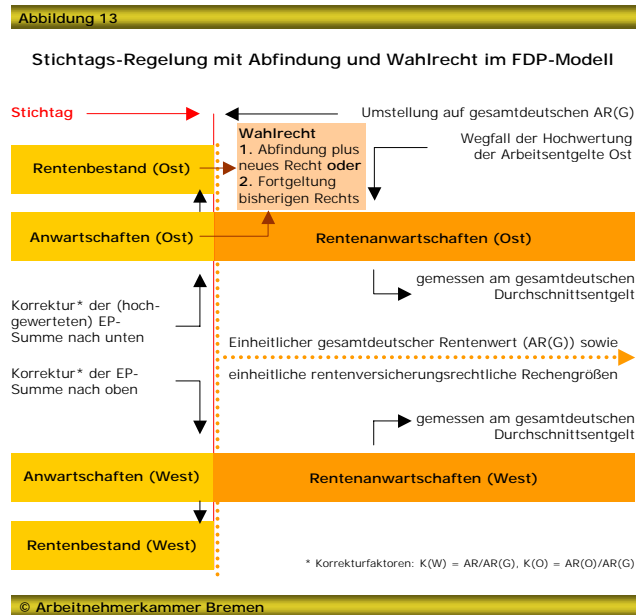 Abbildung 13
Stichtags-Regelung mit Abfindung und Wahlrecht im FDP-Modell
Stichtag
Umstellung auf gesamtdeutschen AR(G)
Wahlrecht
1. Abfindung plus
neues Recht oder
2. Fortgeltung
bisherigen Rechts
Wegfall der Hochwertung
der Arbeitsentgelte Ost
Rentenbestand (Ost)
Anwartschaften (Ost)
Rentenanwartschaften (Ost)
gemessen am gesamtdeutschen
Durchschnittsentgelt
Korrektur* der (hoch-
gewerteten) EP-
Summe nach unten
Einheitlicher gesamtdeutscher Rentenwert (AR(G)) sowie
einheitliche rentenversicherungsrechtliche Rechengrößen
Korrektur* der EP-
Summe nach oben
gemessen am gesamtdeutschen
Durchschnittsentgelt
Anwartschaften (West)
Rentenanwartschaften (West)
Rentenbestand (West)
* Korrekturfaktoren: K(W) = AR/AR(G), K(O) = AR(O)/AR(G)
© Arbeitnehmerkammer Bremen